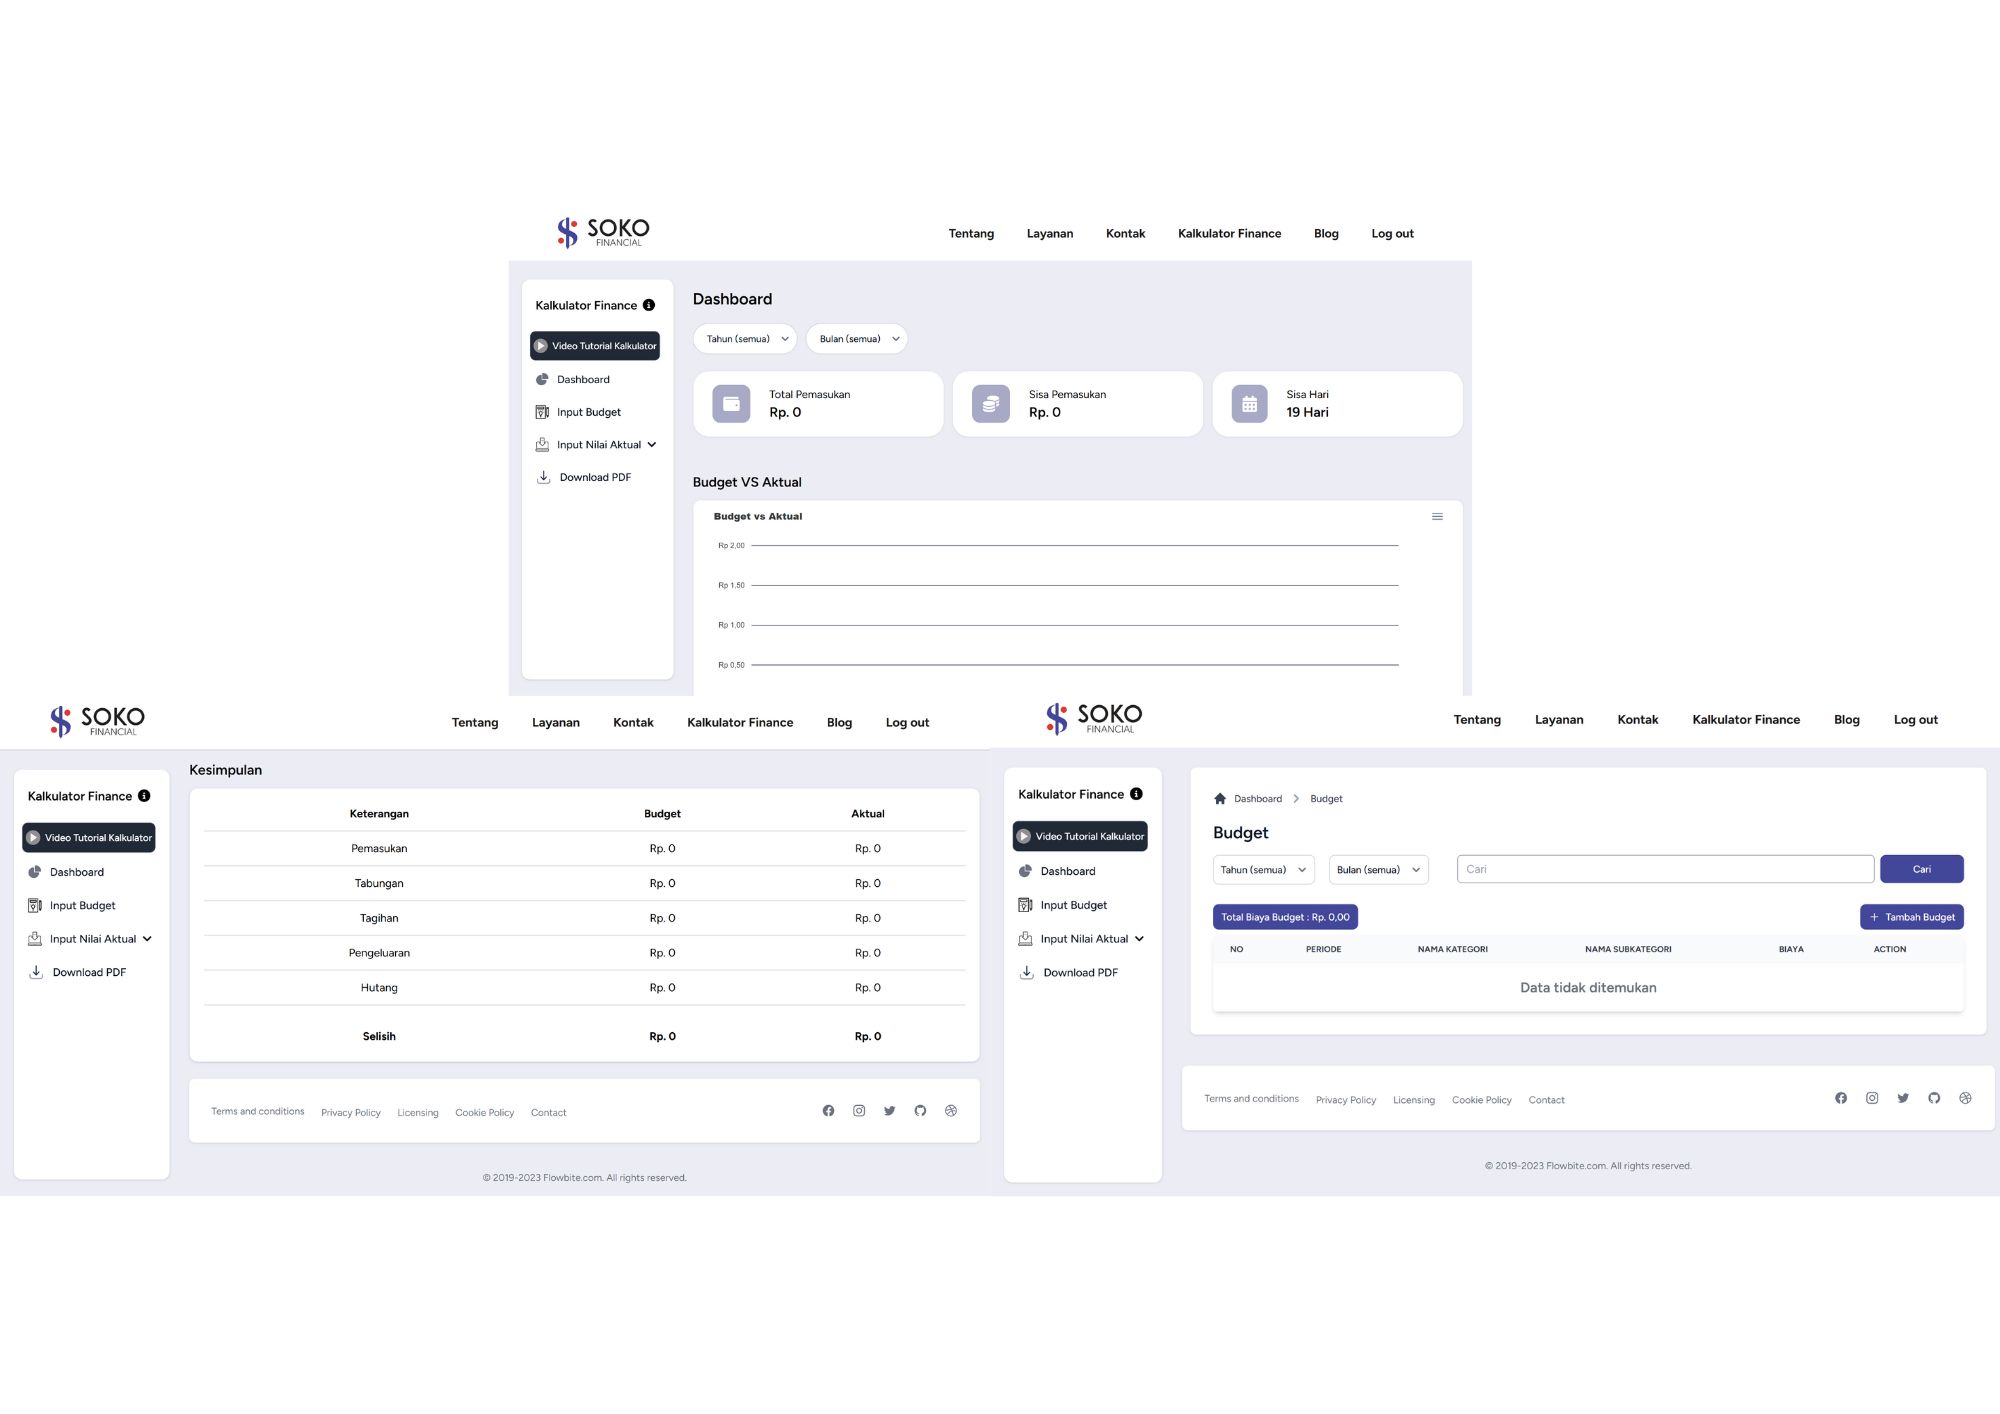 SOKO
FINANCIAL
Tentang Layanan Kontak Kalkulator Finance Blog Log out
Kalkulator Finance
Video Tutorial Kalkulator
Dashboard
Input Budget
Input Nilai Aktual
Download PDF
Dashboard
Tahun (semua) Bulan (semua)
Total Pemasukan
Rp. 0
Sisa Pemasukan
Rp. 0
Sisa Hari
19 Hari
Budget VS Aktual
Budget vs Aktual
Rp 2,00
Rp 1,50
Rp 1,00
Rp 0,50
SOKO
FINANCIAL
Tentang Layanan Kontak Kalkulator Finance Blog Log out
Kalkulator Finance
Video Tutorial Kalkulator
Dashboard
Input Budget
Input Nilai Aktual
Download PDF
Kesimpulan
Keterangan Budget Aktual
Pemasukan Rp. 0 Rp. 0
Tabungan Rp. 0 Rp. 0
Tagihan Rp. 0 Rp. 0
Pengeluaran Rp. 0 Rp. 0
Hutang Rp. 0 Rp. 0
Selisih Rp. 0 Rp. 0
Terms and conditions Privacy Policy Licensing Cookie Policy Contact
© 2019-2023 Flowbite.com. All rights reserved.
SOKO
FINANCIAL
Tentang Layanan Kontak Kalkulator Finance Blog Log out
Kalkulator Finance
Video Tutorial Kalkulator
Dashboard
Input Budget
Input Nilai Aktual
Download PDF
Dashboard Budget
Budget
Tahun (semua) Bulan (semua) Cari Cari
Total Biaya Budget : Rp. 0,00 + Tambah Budget
NO PERIODE NAMA KATEGORI NAMA SUBKATEGORI BIAYA ACTION
Data tidak ditemukan
Terms and conditions Privacy Policy Licensing Cookie Policy Contact
© 2019-2023 Flowbite.com. All rights reserved.